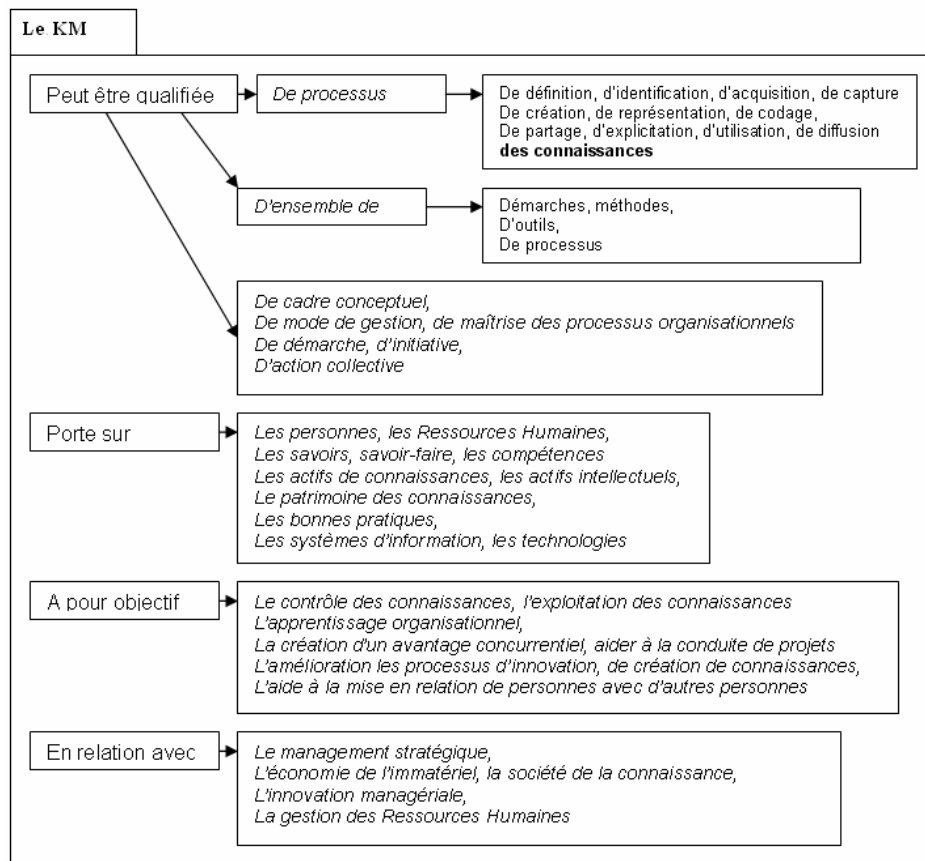 Le KM
Peut être qualifiée
De processus
De définition, d'identification, d'acquisition, de capture
De création, de représentation, de codage,
De partage, d'explicitation, d'utilisation, de diffusion
des connaissances
D'ensemble de
Démarches, méthodes,
D'outils,
De processus
De cadre conceptuel,
De mode de gestion, de maîtrise des processus organisationnels
De démarche, d'initiative,
D'action collective
Porte sur
Les personnes, les Ressources Humaines,
Les savoirs, savoir-faire, les compétences
Les actifs de connaissances, les actifs intellectuels,
Le patrimoine des connaissances,
Les bonnes pratiques,
Les systèmes d'information, les technologies
A pour objectif
Le contrôle des connaissances, l'exploitation des connaissances
L'apprentissage organisationnel,
La création d'un avantage concurrentiel, aider à la conduite de projets
L'amélioration les processus d'innovation, de création de connaissances,
L'aide à la mise en relation de personnes avec d'autres personnes
En relation avec
Le management stratégique,
L'économie de l'immatériel, la société de la connaissance,
L'innovation managériale,
La gestion des Ressources Humaines